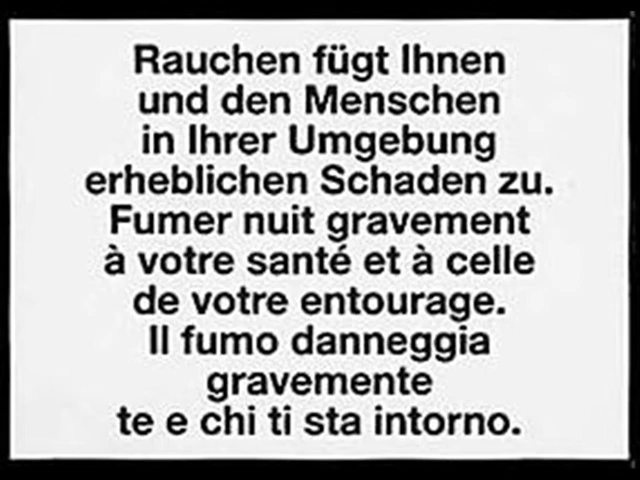 Rauchen fügt Ihnen
und den Menschen
in Ihrer Umgebung
erheblichen Schaden zu.
Fumer nuit gravement
à votre santé et à celle
de votre entourage.
Il fumo danneggia
gravemente
te e chi ti sta intorno.